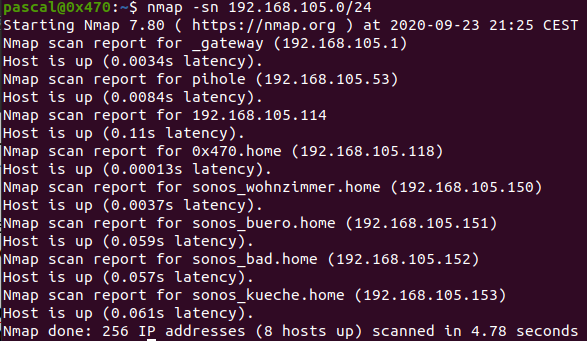 pascal@0x470:~$ nmap -sn 192.168.105.0/24
Starting Nmap 7.80 ( https://nmap.org ) at 2020-09-23 21:25 CEST
Nmap scan report for _gateway (192.168.105.1)
Host is up (0.0034s latency).
Nmap scan report for pihole (192.168.105.53)
Host is up (0.0084s latency).
Nmap scan report for 192.168.105.114
Host is up (0.11s latency).
Nmap scan report for 0x470.home (192.168.105.118)
Host is up (0.00013s latency).
Nmap scan report for sonos_wohnzimmer.home (192.168.105.150)
Host is up (0.0037s latency).
Nmap scan report for sonos_buero.home (192.168.105.151)
Host is up (0.059s latency).
Nmap scan report for sonos_bad.home (192.168.105.152)
Host is up (0.057s latency).
Nmap scan report for sonos_kueche.home (192.168.105.153)
Host is up (0.061s latency).
Nmap done: 256 IP addresses (8 hosts up) scanned in 4.78 seconds